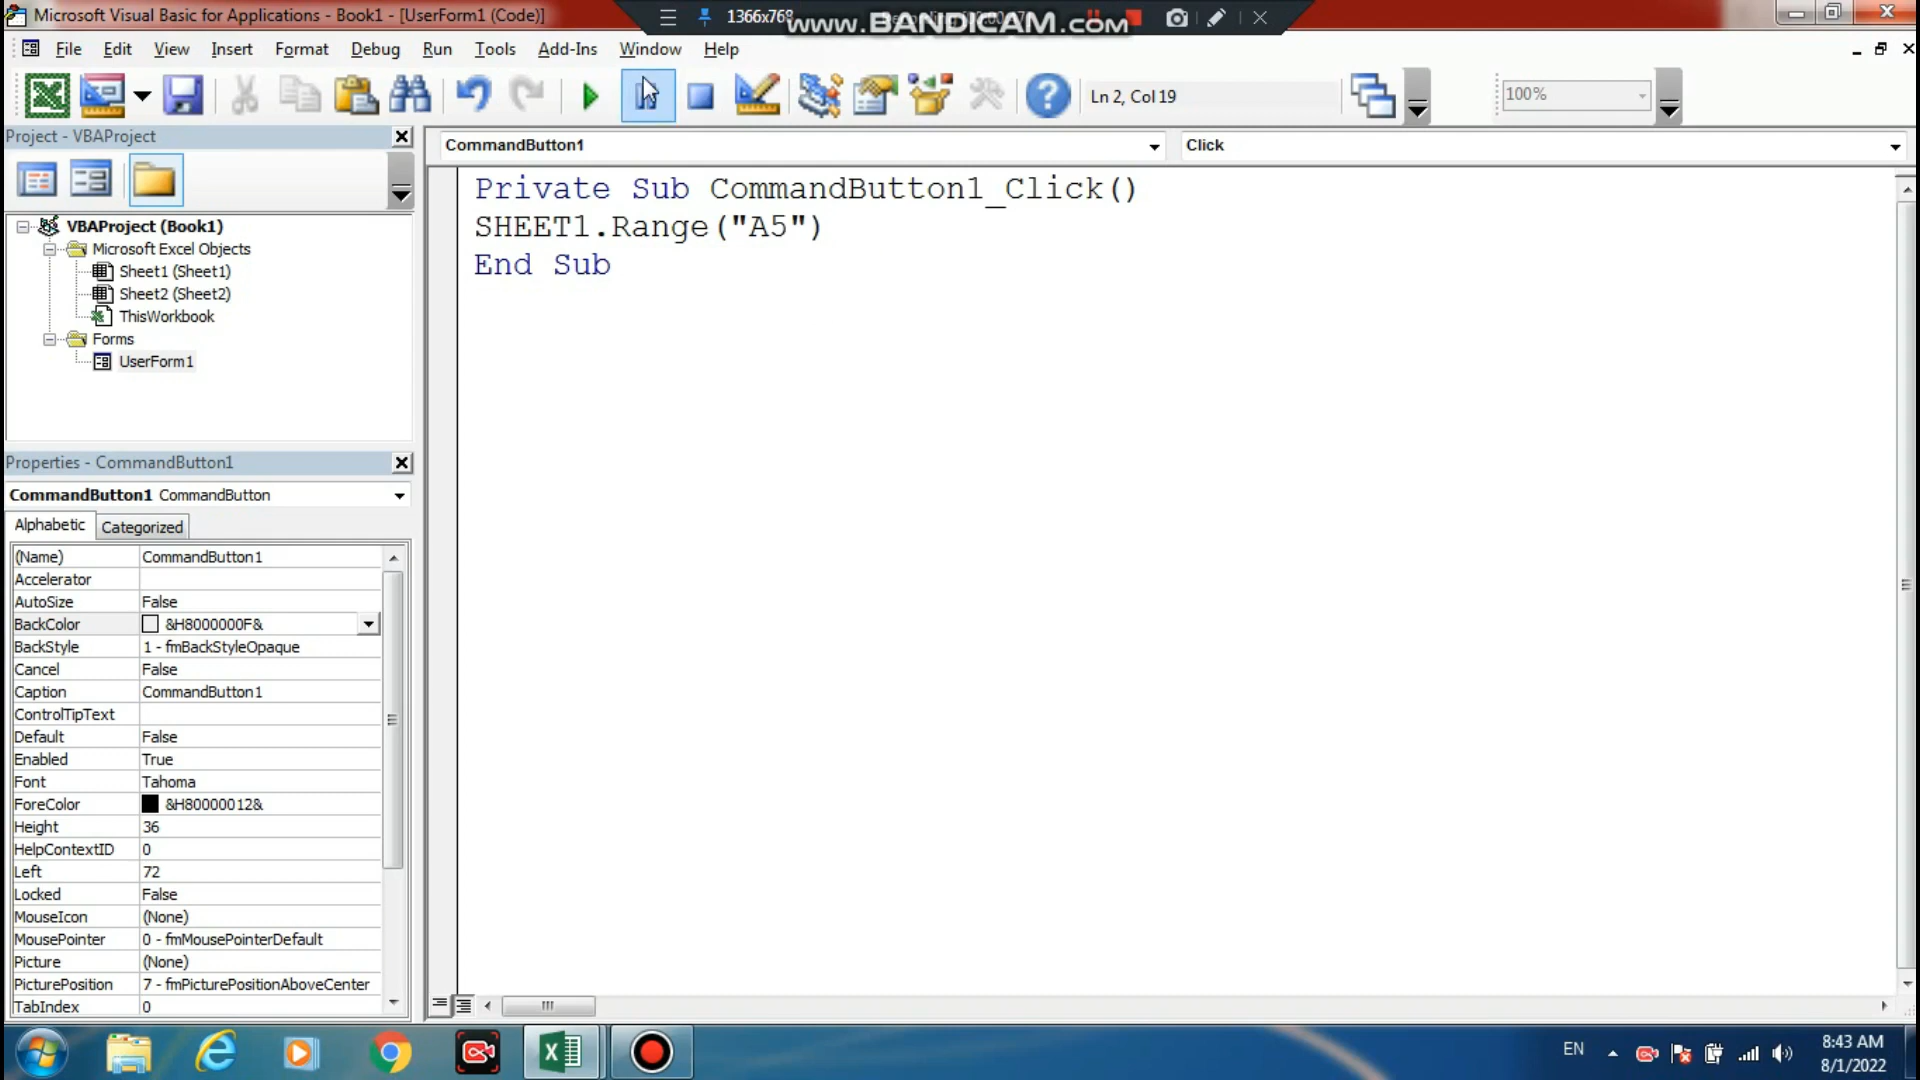 Microsoft Visual Basic for Applications - Book1 - [UserForm1 (Code)]
1366x768
www.BANDICAM.com
File Edit View Insert Format Debug Run Tools Add-Ins Window Help
Ln 2, Col 19
100%
Project - VBAProject
CommandButton1
Click
VBAProject (Book1)
Microsoft Excel Objects
Sheet1 (Sheet1)
Sheet2 (Sheet2)
ThisWorkbook
Forms
UserForm1
Private Sub CommandButton1_Click()
SHEET1.Range("A5")
End Sub
Properties - CommandButton1
CommandButton1 CommandButton
Alphabetic Categorized
(Name) CommandButton1
Accelerator
AutoSize False
BackColor &H8000000F&
BackStyle 1 - fmBackStyleOpaque
Cancel False
Caption CommandButton1
ControlTipText
Default False
Enabled True
Font Tahoma
ForeColor &H80000012&
Height 36
HelpContextID 0
Left 72
Locked False
MouseIcon (None)
MousePointer 0 - fmMousePointerDefault
Picture (None)
PicturePosition 7 - fmPicturePositionAboveCenter
TabIndex 0
EN
8:43 AM
8/1/2022